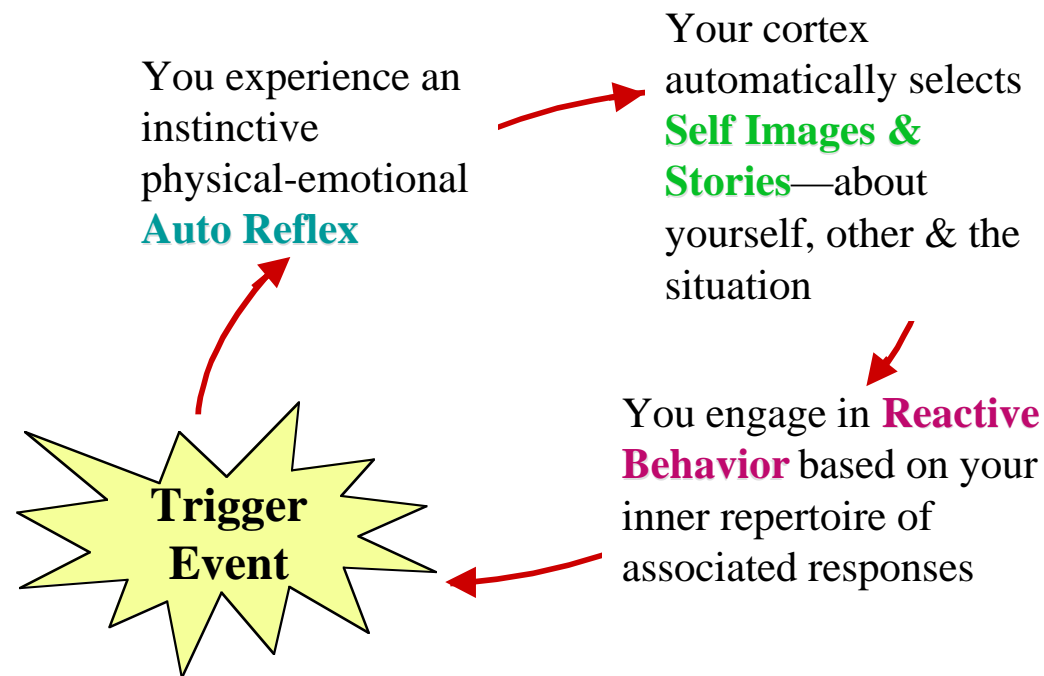 You experience an
instinctive
physical-emotional
Auto Reflex
Your cortex
automatically selects
Self Images &
Stories—about
yourself, other & the
situation
You engage in Reactive
Behavior based on your
inner repertoire of
associated responses
Trigger
Event